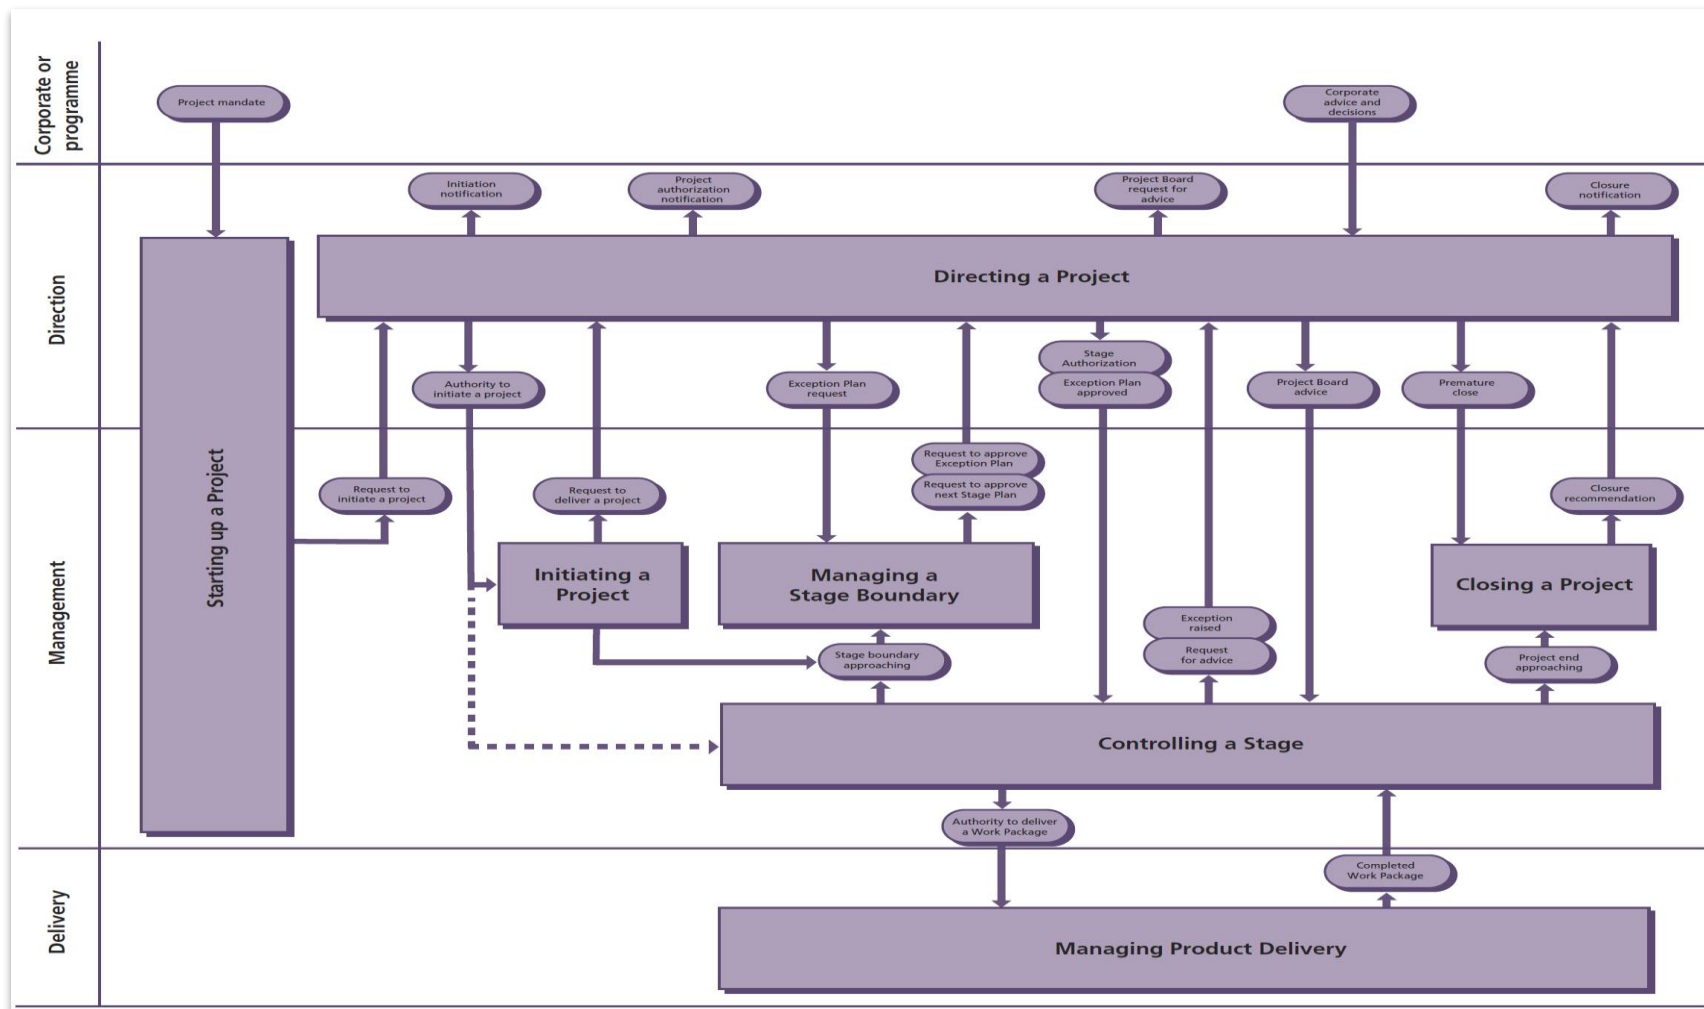 Corporate or
programme
Project mandate
Corporate
advice and
decisions
Direction
Initiation
notification
Project
authorization
notification
Project Board
request for
advice
Closure
notification
Directing a Project
Authority to
initiate a project
Exception Plan
request
Stage
Authorization
Exception Plan
approved
Project Board
advice
Premature
close
Management
Starting up a Project
Request to
initiate a project
Request to
deliver a project
Request to approve
Exception Plan
Request to approve
next Stage Plan
Closure
recommendation
Initiating a
Project
Managing a
Stage Boundary
Closing a Project
Exception
raised
Request
for advice
Stage boundary
approaching
Project end
approaching
Controlling a Stage
Authority to deliver
a Work Package
Delivery
Completed
Work Package
Managing Product Delivery